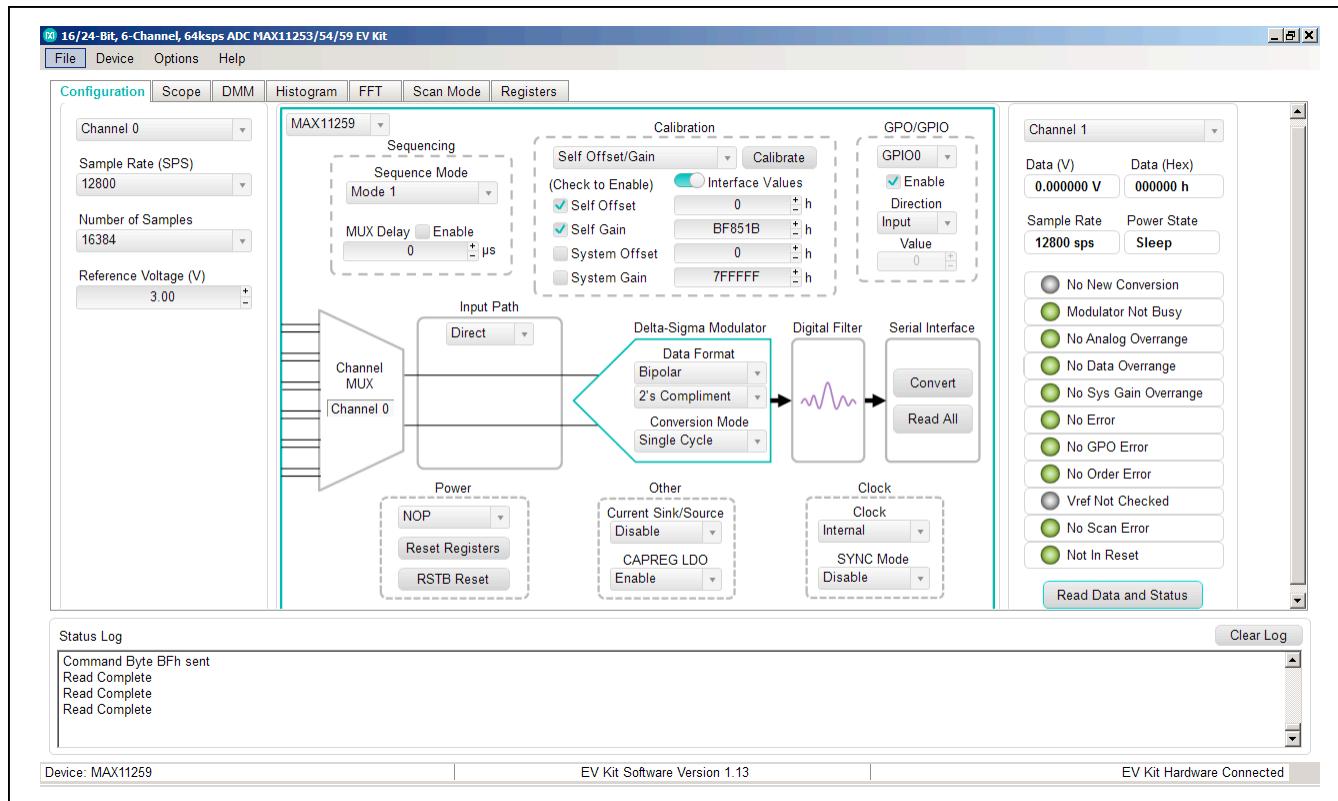 16/24-Bit, 6-Channel, 64ksps ADC MAX11253/54/59 EV Kit
File Device Options Help
Configuration Scope DMM Histogram FFT Scan Mode Registers
Channel 0
Sample Rate (SPS)
12800
Number of Samples
16384
Reference Voltage (V)
3.00
MAX11259
Sequencing
Sequence Mode
Mode 1
MUX Delay Enable
0 µs
Calibration
Self Offset/Gain Calibrate
(Check to Enable) Interface Values
Self Offset 0 h
Self Gain BF851B h
System Offset 0 h
System Gain 7FFFFF h
GPO/GPIO
GPIO0
Enable
Direction
Input
Value
0
Channel
MUX
Channel 0
Input Path
Direct
Delta-Sigma Modulator
Data Format
Bipolar
2's Compliment
Conversion Mode
Single Cycle
Digital Filter
Serial Interface
Convert
Read All
Power
NOP
Reset Registers
RSTB Reset
Other
Current Sink/Source
Disable
CAPREG LDO
Enable
Clock
Clock
Internal
SYNC Mode
Disable
Channel 1
Data (V) Data (Hex)
0.000000 V 000000 h
Sample Rate Power State
12800 sps Sleep
No New Conversion
Modulator Not Busy
No Analog Overrange
No Data Overrange
No Sys Gain Overrange
No Error
No GPO Error
No Order Error
Vref Not Checked
No Scan Error
Not In Reset
Read Data and Status
Status Log Clear Log
Command Byte BFh sent
Read Complete
Read Complete
Read Complete
Device: MAX11259 EV Kit Software Version 1.13 EV Kit Hardware Connected